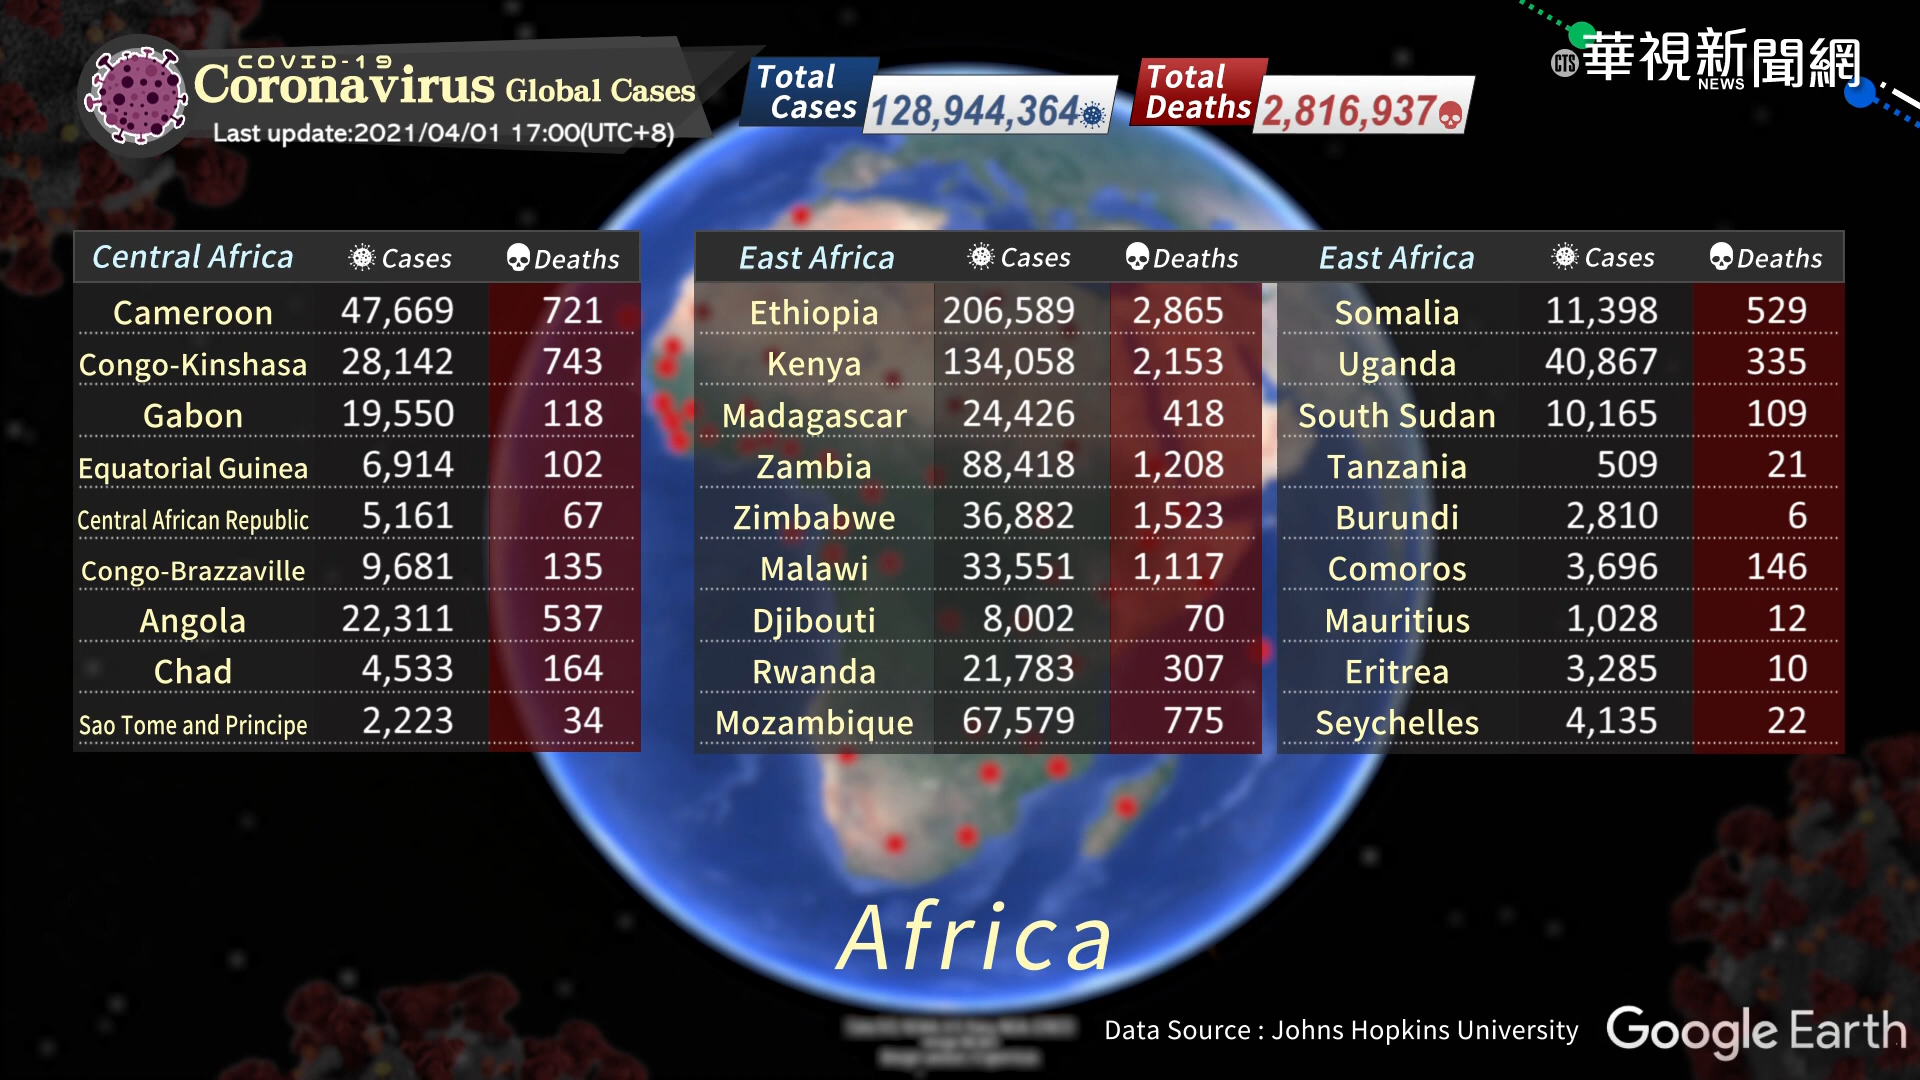 COVID-19
Coronavirus Global Cases
Last update:2021/04/01 17:00(UTC+8)
Total Cases 128,944,364
Total Deaths 2,816,937
CTS 華視新聞網
NEWS
Central Africa Cases Deaths
Cameroon 47,669 721
Congo-Kinshasa 28,142 743
Gabon 19,550 118
Equatorial Guinea 6,914 102
Central African Republic 5,161 67
Congo-Brazzaville 9,681 135
Angola 22,311 537
Chad 4,533 164
Sao Tome and Principe 2,223 34
East Africa Cases Deaths
Ethiopia 206,589 2,865
Kenya 134,058 2,153
Madagascar 24,426 418
Zambia 88,418 1,208
Zimbabwe 36,882 1,523
Malawi 33,551 1,117
Djibouti 8,002 70
Rwanda 21,783 307
Mozambique 67,579 775
East Africa Cases Deaths
Somalia 11,398 529
Uganda 40,867 335
South Sudan 10,165 109
Tanzania 509 21
Burundi 2,810 6
Comoros 3,696 146
Mauritius 1,028 12
Eritrea 3,285 10
Seychelles 4,135 22
Africa
Data Source : Johns Hopkins University
Google Earth